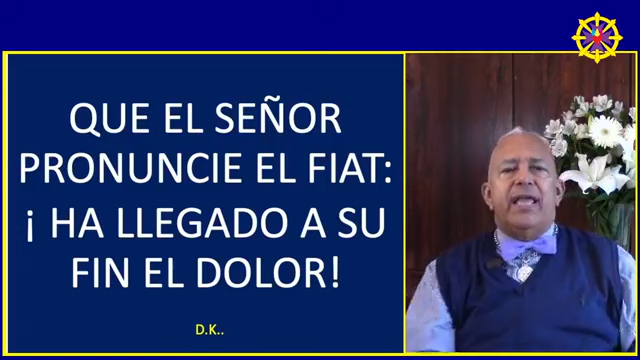 QUE EL SEÑOR
PRONUNCIE EL FIAT:
¡ HA LLEGADO A SU
FIN EL DOLOR!
D.K..